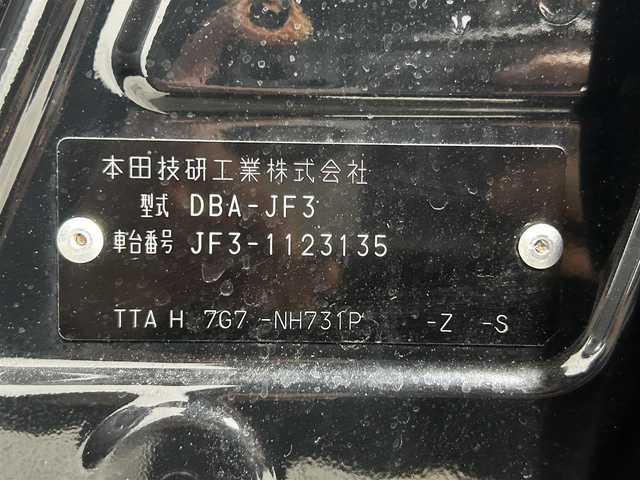 本田技研工業株式会社
型式 DBA-JF3
車台番号 JF3-1123135
TTA H 7G7 -NH731P -Z -S